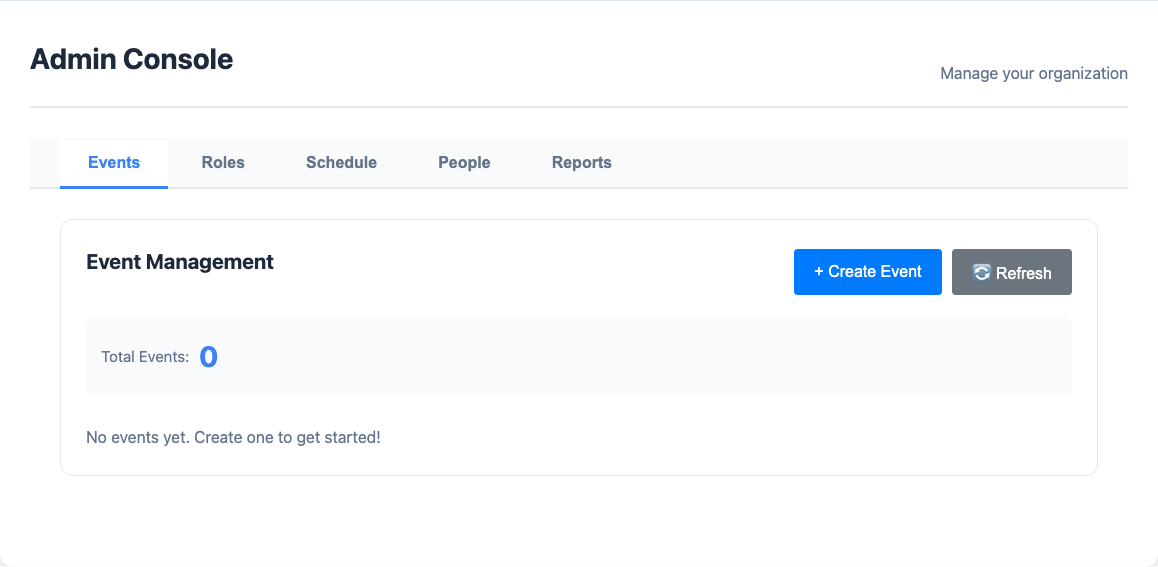 Admin Console
Manage your organization
Events Roles Schedule People Reports
Event Management
+ Create Event
🔄 Refresh
Total Events: 0
No events yet. Create one to get started!